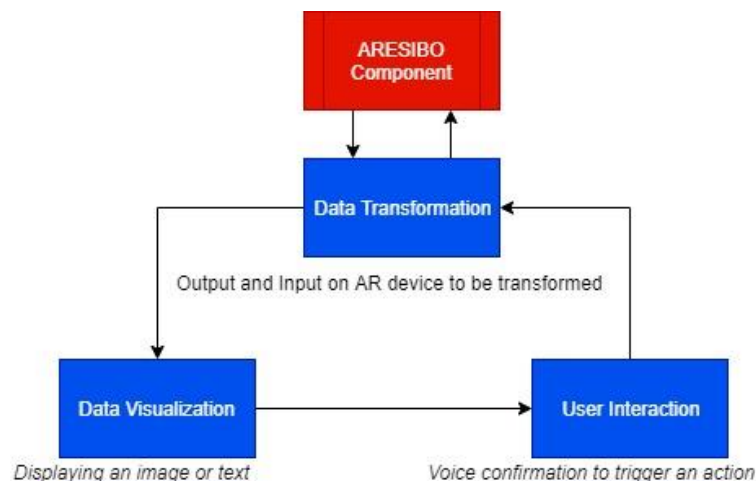 ARESIBO
Component
Data Transformation
Output and Input on AR device to be transformed
Data Visualization
User Interaction
Displaying an image or text
Voice confirmation to trigger an action